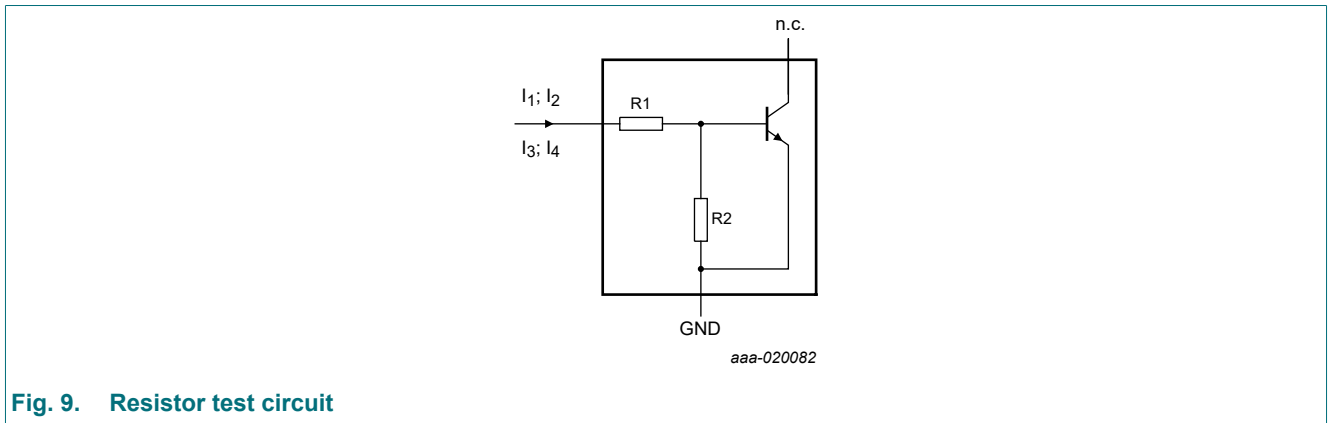 n.c.
I1; I2
R1
I3; I4
R2
GND
aaa-020082
Fig. 9. Resistor test circuit